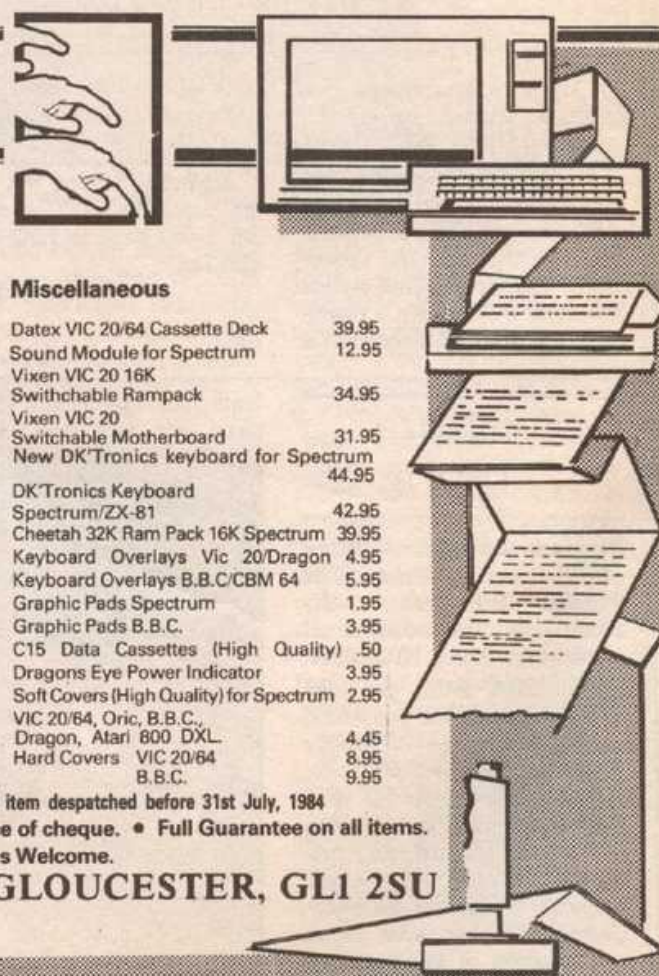 Miscellaneous
Datex VIC 20/64 Cassette Deck 39.95
Sound Module for Spectrum 12.95
Vixen VIC 20 16K
Swithchable Rampack 34.95
Vixen VIC 20
Switchable Motherboard 31.95
New DK'Tronics keyboard for Spectrum
44.95
DK'Tronics Keyboard
Spectrum/ZX-81 42.95
Cheetah 32K Ram Pack 16K Spectrum 39.95
Keyboard Overlays Vic 20/Dragon 4.95
Keyboard Overlays B.B.C/CBM 64 5.95
Graphic Pads Spectrum 1.95
Graphic Pads B.B.C. 3.95
C15 Data Cassettes (High Quality) .50
Dragons Eye Power Indicator 3.95
Soft Covers (High Quality) for Spectrum 2.95
VIC 20/64, Oric, B.B.C.,
Dragon, Atari 800 DXL. 4.45
Hard Covers VIC 20/64 8.95
B.B.C. 9.95
item despatched before 31st July, 1984
e of cheque. • Full Guarantee on all items.
s Welcome.
GLOUCESTER, GL1 2SU